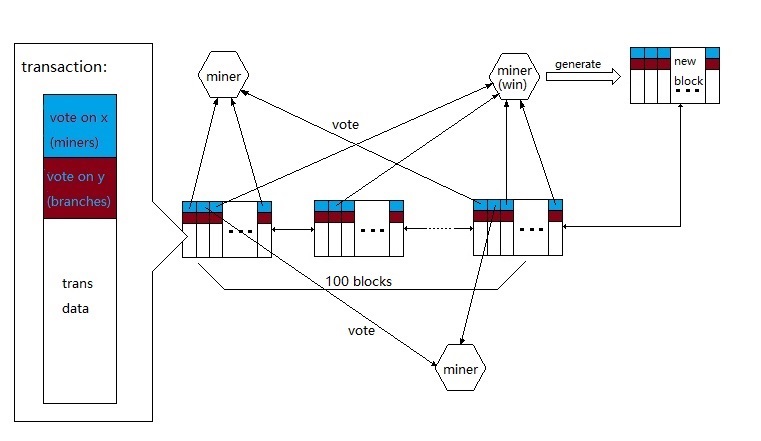 transaction:
vote on x
(miners)
vote on y
(branches)
trans
data
miner
miner
(win)
generate
new
block
vote
100 blocks
vote
miner